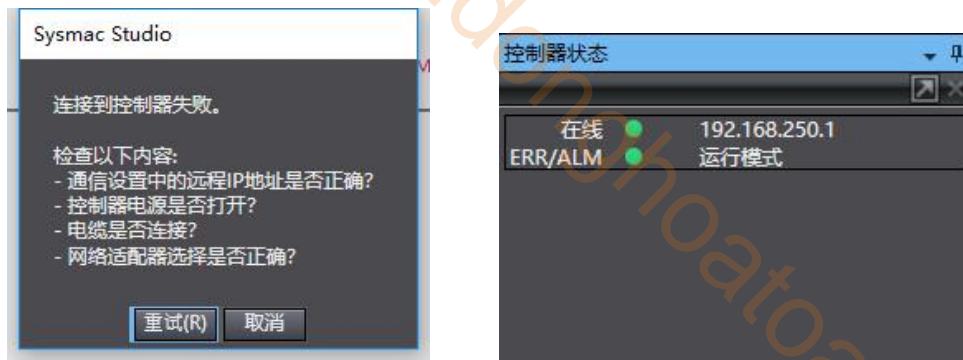 Sysmac Studio
连接到控制器失败。
检查以下内容:
- 通信设置中的远程IP地址是否正确?
- 控制器电源是否打开?
- 电缆是否连接?
- 网络适配器选择是否正确?
重试(R) 取消
M
控制器状态
在线 192.168.250.1
ERR/ALM 运行模式